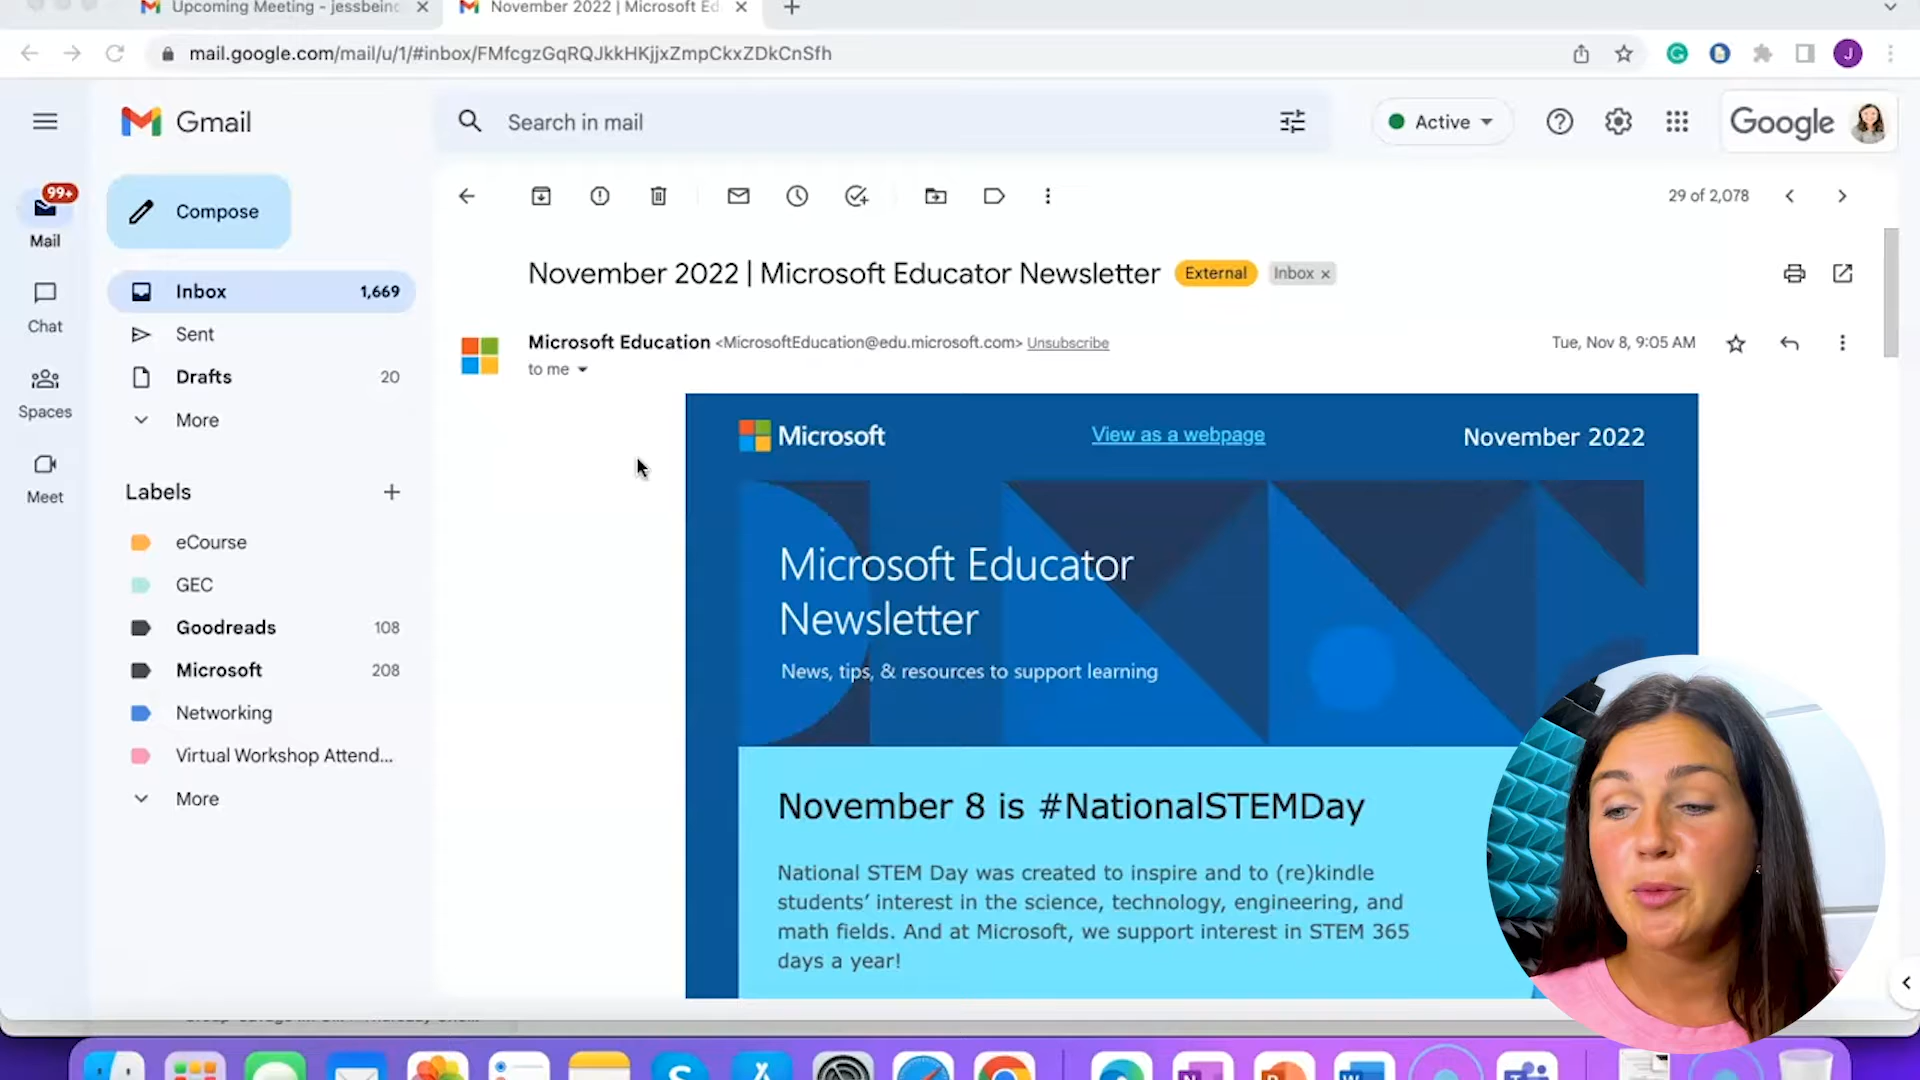 Upcoming Meeting - jessbeinc
November 2022 | Microsoft Ed
mail.google.com/mail/u/1/#inbox/FMfcgzGqRQJkkHKjjxZmpCkxZDkCnSfh
J
Gmail
Search in mail
Active
Google
99+
Mail
Compose
29 of 2,078
Inbox 1,669
November 2022 | Microsoft Educator Newsletter External Inbox x
Chat
Sent
Microsoft Education <MicrosoftEducation@edu.microsoft.com> Unsubscribe
Tue, Nov 8, 9:05 AM
to me
Drafts 20
Spaces
More
Microsoft View as a webpage November 2022
Meet
Labels
eCourse
GEC
Goodreads 108
Microsoft 208
Networking
Virtual Workshop Attend...
More
Microsoft Educator
Newsletter
News, tips, & resources to support learning
November 8 is #NationalSTEMDay
National STEM Day was created to inspire and to (re)kindle
students’ interest in the science, technology, engineering, and
math fields. And at Microsoft, we support interest in STEM 365
days a year!